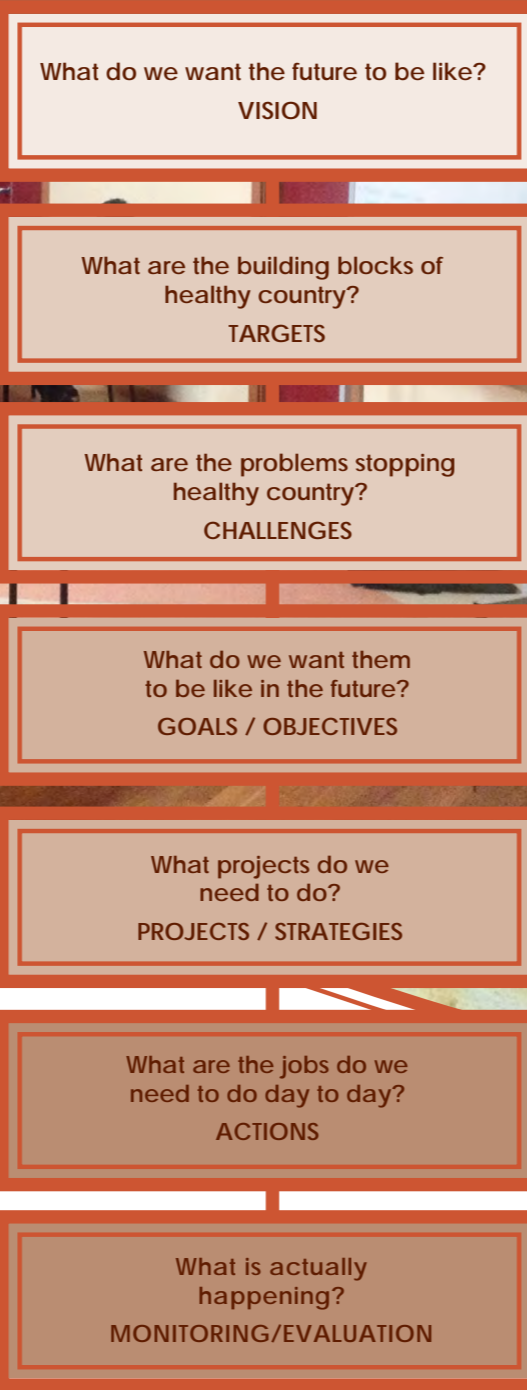 What do we want the future to be like?
VISION
What are the building blocks of
healthy country?
TARGETS
What are the problems stopping
healthy country?
CHALLENGES
What do we want them
to be like in the future?
GOALS / OBJECTIVES
What projects do we
need to do?
PROJECTS / STRATEGIES
What are the jobs do we
need to do day to day?
ACTIONS
What is actually
happening?
MONITORING/EVALUATION